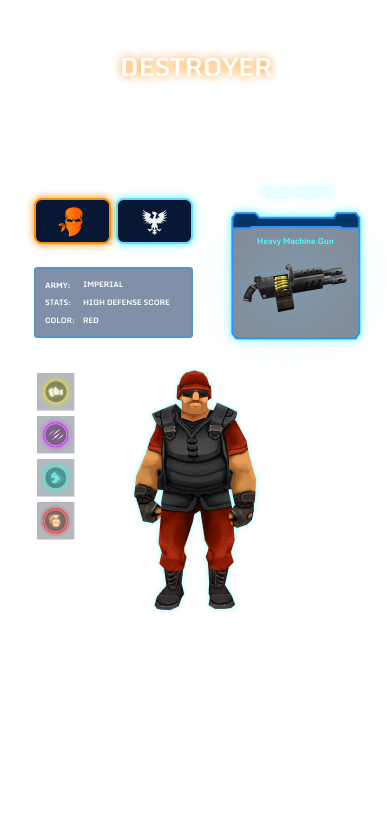 DESTROYER
Heavy Machine Gun
ARMY: IMPERIAL
STATS: HIGH DEFENSE SCORE
COLOR: RED